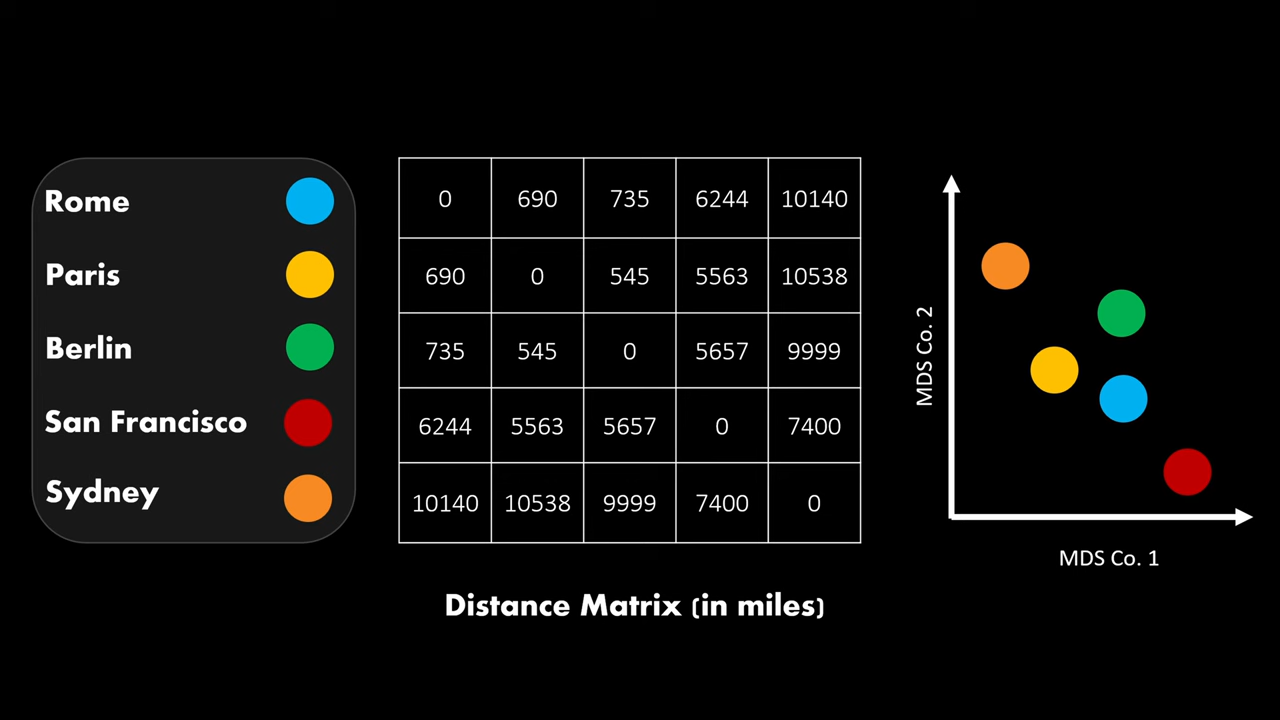 Rome
Paris
Berlin
San Francisco
Sydney
0 690 735 6244 10140
690 0 545 5563 10538
735 545 0 5657 9999
6244 5563 5657 0 7400
10140 10538 9999 7400 0
Distance Matrix (in miles)
MDS Co. 2
MDS Co. 1